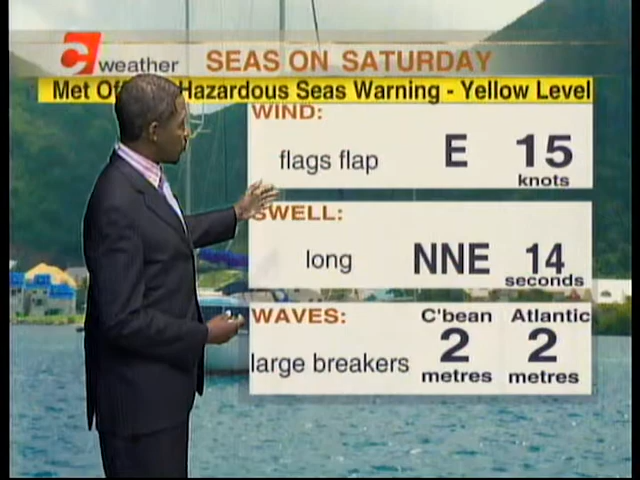 weather SEAS ON SATURDAY
Met Of Hazardous Seas Warning - Yellow Level
WIND:
flags flap E 15
knots
SWELL:
long NNE 14
seconds
WAVES: C'bean Atlantic
large breakers 2 2
metres metres